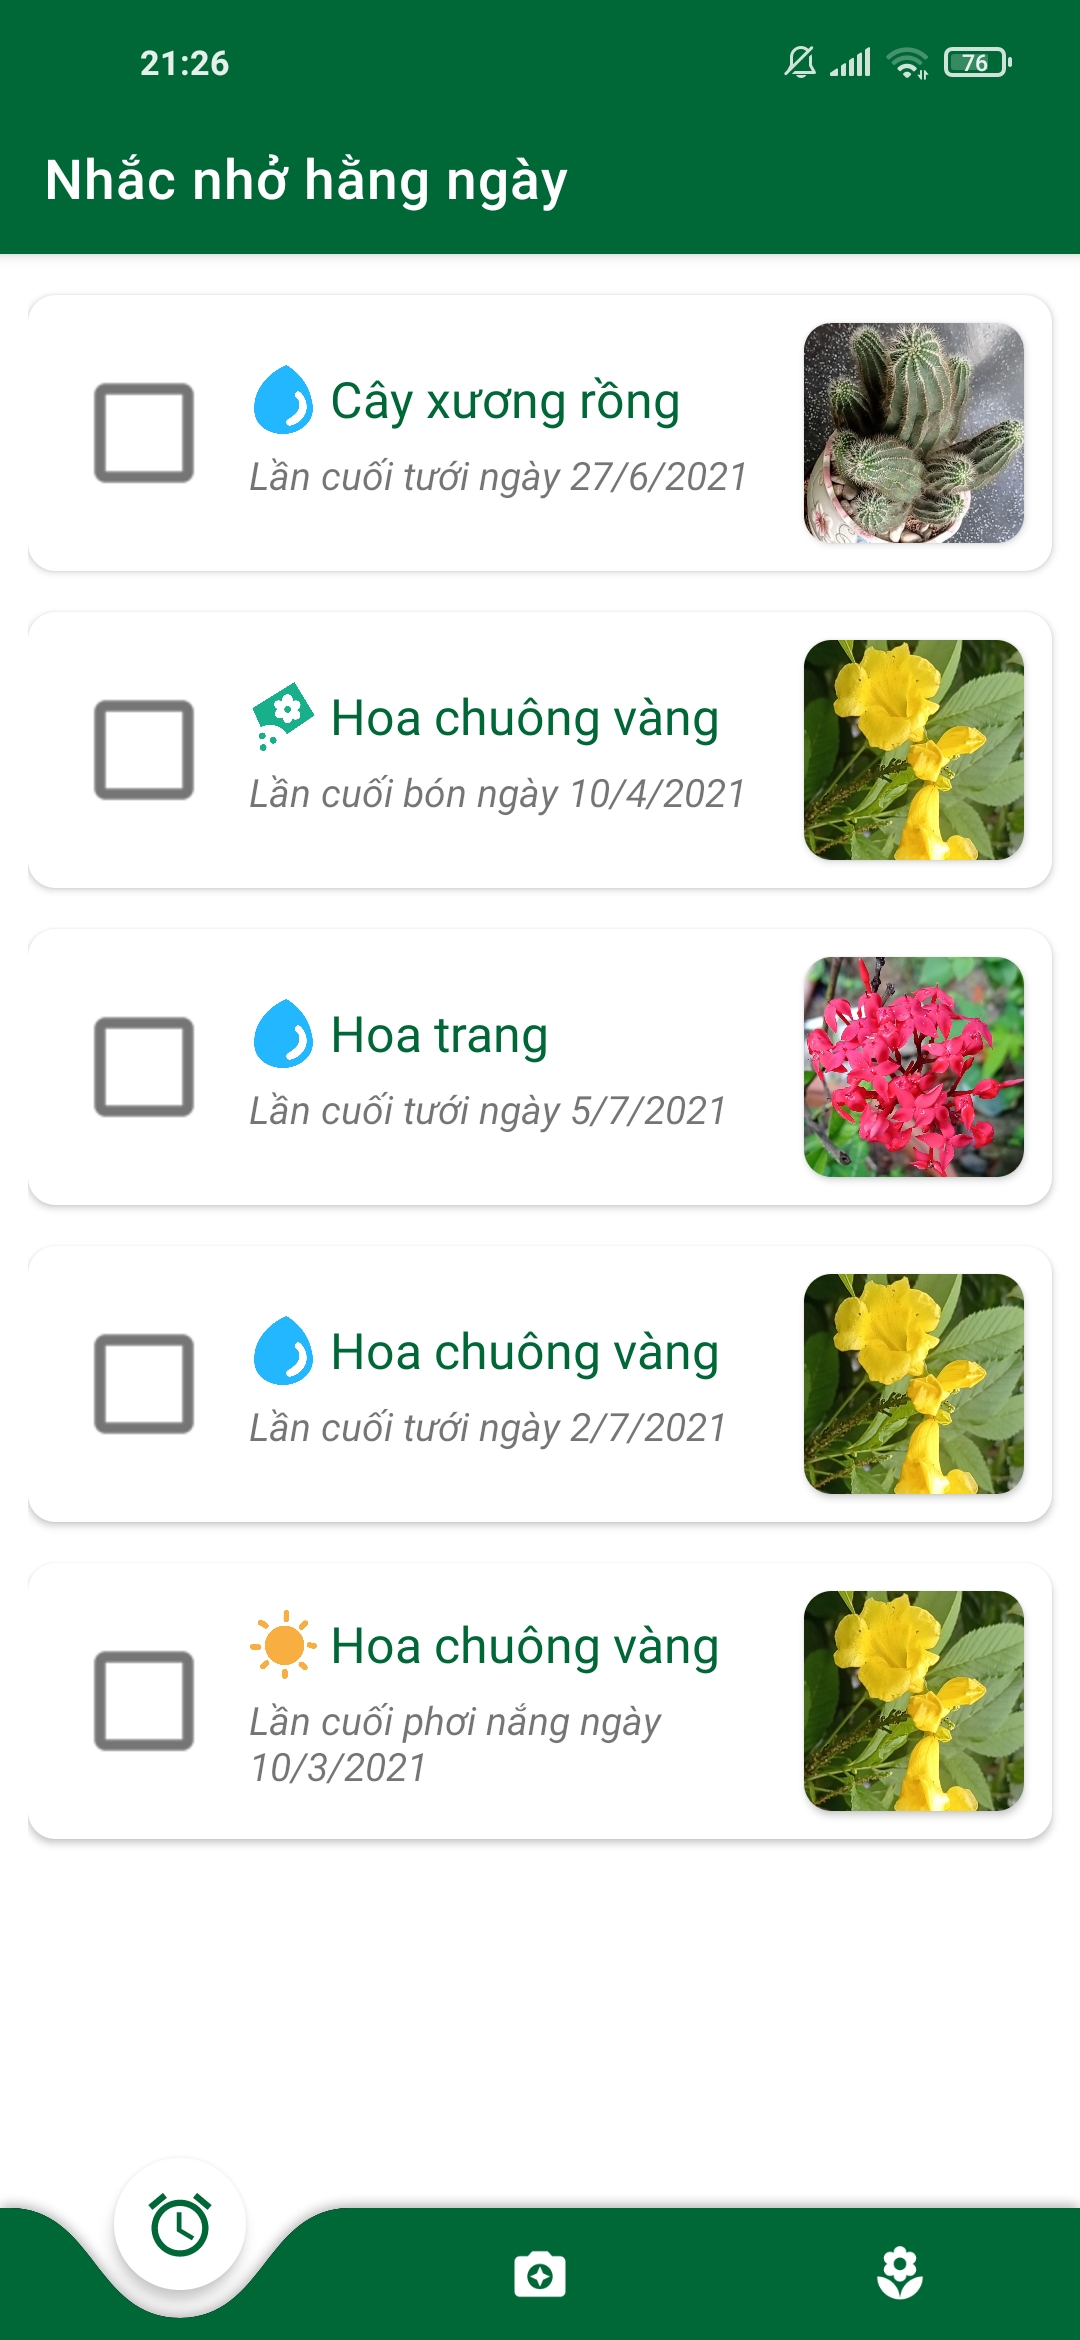 21:26
76
Nhắc nhở hằng ngày
Cây xương rồng
Lần cuối tưới ngày 27/6/2021
Hoa chuông vàng
Lần cuối bón ngày 10/4/2021
Hoa trang
Lần cuối tưới ngày 5/7/2021
Hoa chuông vàng
Lần cuối tưới ngày 2/7/2021
Hoa chuông vàng
Lần cuối phơi nắng ngày
10/3/2021